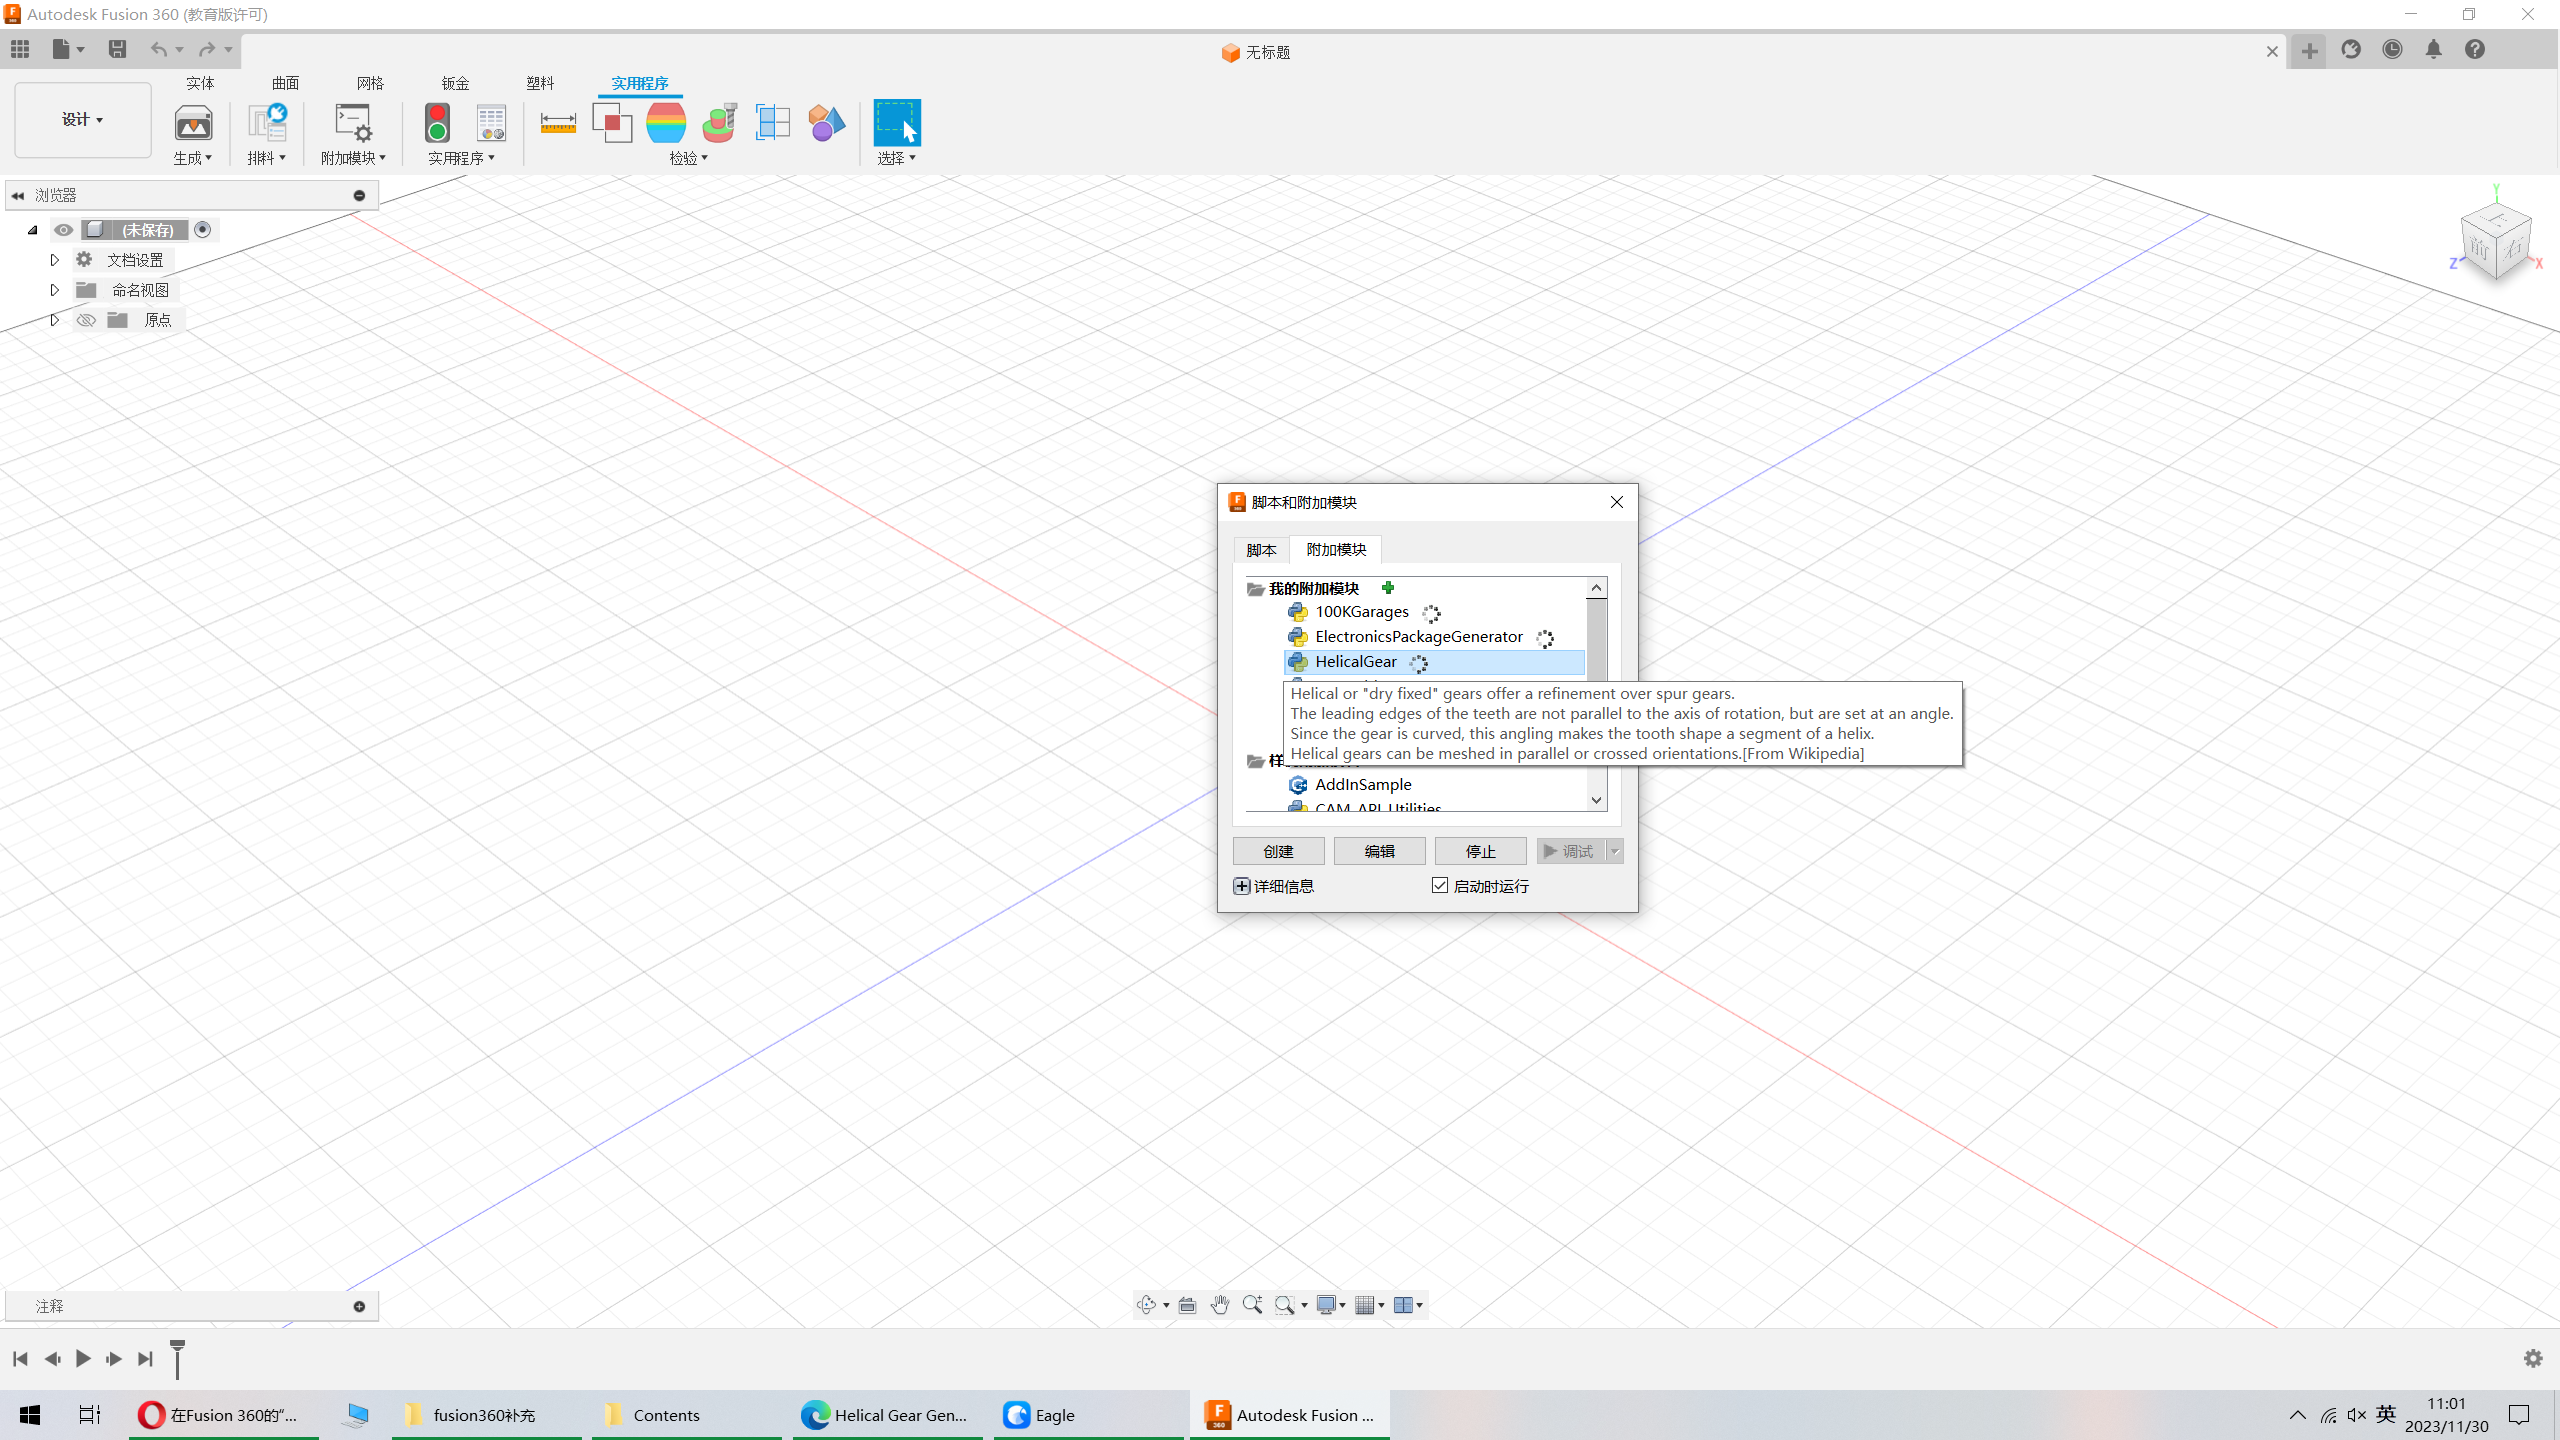 Autodesk Fusion 360 (教育版许可)
无标题
实体
曲面
网格
钣金
塑料
实用程序
设计
生成
排料
附加模块
实用程序
检验
选择
浏览器
(未保存)
文档设置
命名视图
原点
Y
上
前
右
Z
X
脚本和附加模块
脚本
附加模块
我的附加模块
100KGarages
ElectronicsPackageGenerator
HelicalGear
Helical or "dry fixed" gears offer a refinement over spur gears.
The leading edges of the teeth are not parallel to the axis of rotation, but are set at an angle.
Since the gear is curved, this angling makes the tooth shape a segment of a helix.
Helical gears can be meshed in parallel or crossed orientations.[From Wikipedia]
AddInSample
CAM_API_Utilities
创建
编辑
停止
调试
详细信息
启动时运行
注释
在Fusion 360的“...
fusion360补充
Contents
Helical Gear Gen...
Eagle
Autodesk Fusion ...
英
11:01
2023/11/30